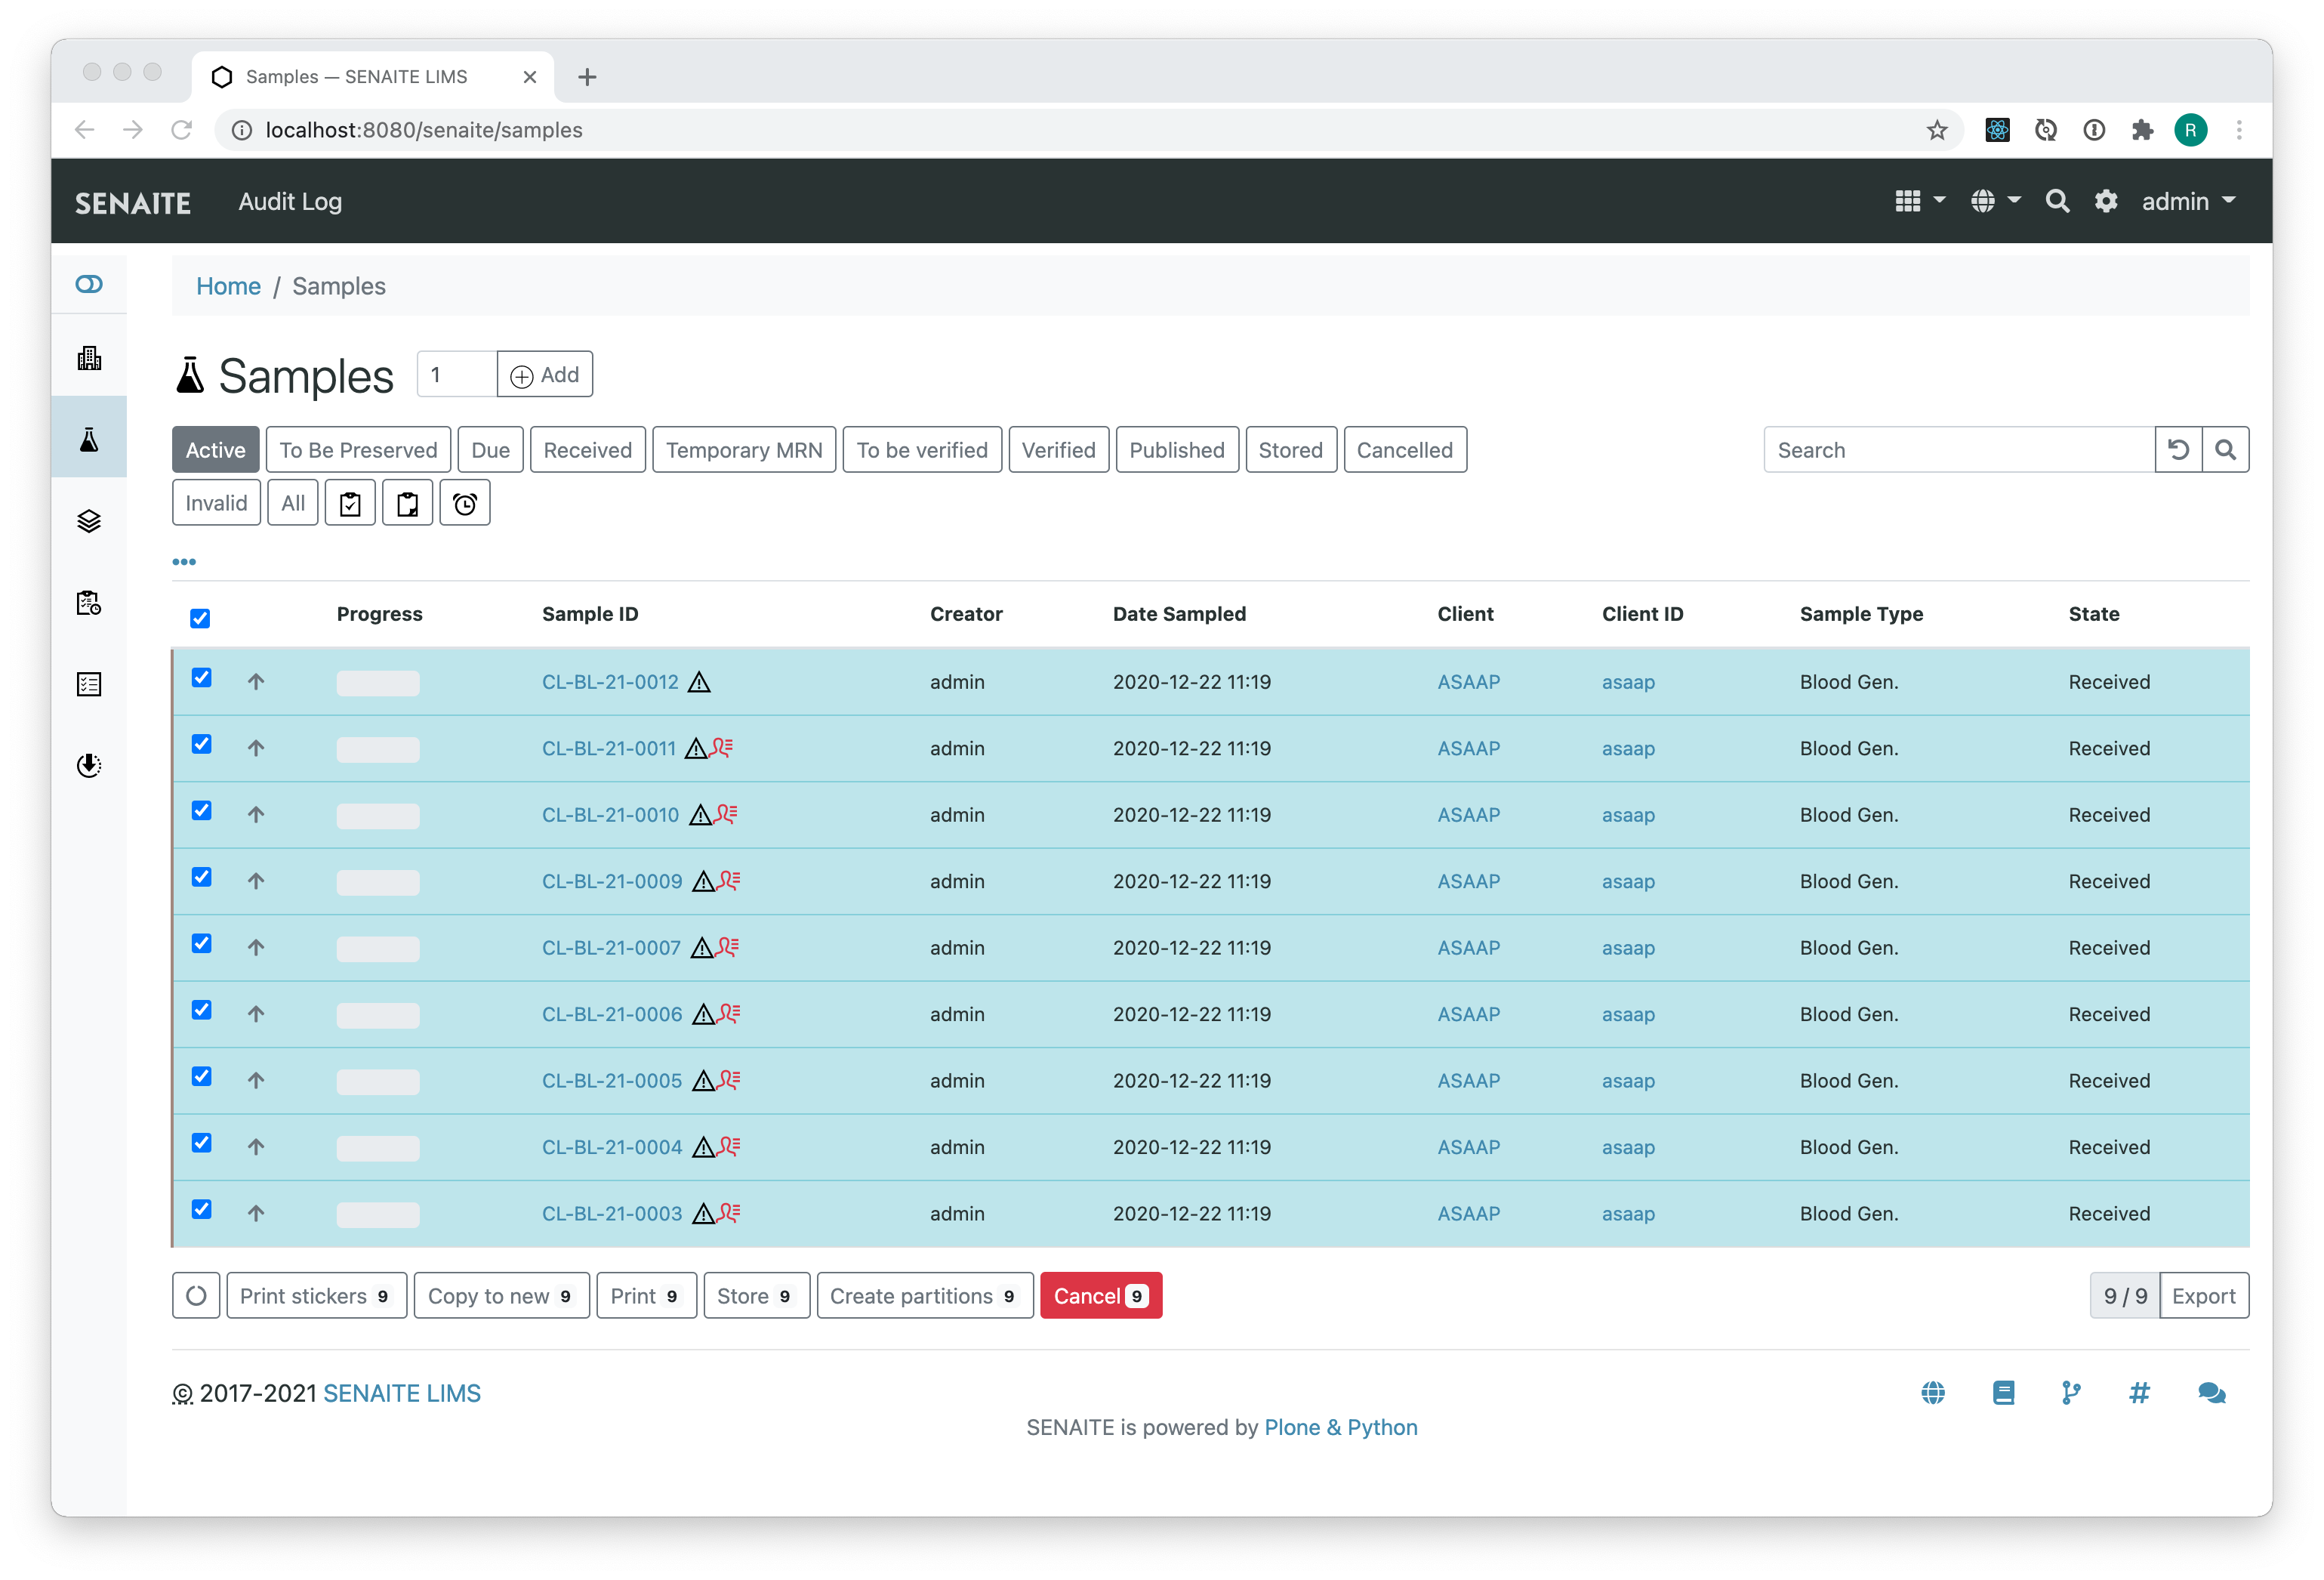 Samples — SENAITE LIMS
localhost:8080/senaite/samples
R
SENAITE Audit Log admin
Home / Samples
Samples 1 Add
Active To Be Preserved Due Received Temporary MRN To be verified Verified Published Stored Cancelled Search
Invalid All
Progress Sample ID Creator Date Sampled Client Client ID Sample Type State
CL-BL-21-0012 admin 2020-12-22 11:19 ASAAP asaap Blood Gen. Received
CL-BL-21-0011 admin 2020-12-22 11:19 ASAAP asaap Blood Gen. Received
CL-BL-21-0010 admin 2020-12-22 11:19 ASAAP asaap Blood Gen. Received
CL-BL-21-0009 admin 2020-12-22 11:19 ASAAP asaap Blood Gen. Received
CL-BL-21-0007 admin 2020-12-22 11:19 ASAAP asaap Blood Gen. Received
CL-BL-21-0006 admin 2020-12-22 11:19 ASAAP asaap Blood Gen. Received
CL-BL-21-0005 admin 2020-12-22 11:19 ASAAP asaap Blood Gen. Received
CL-BL-21-0004 admin 2020-12-22 11:19 ASAAP asaap Blood Gen. Received
CL-BL-21-0003 admin 2020-12-22 11:19 ASAAP asaap Blood Gen. Received
Print stickers 9 Copy to new 9 Print 9 Store 9 Create partitions 9 Cancel 9 9 / 9 Export
© 2017-2021 SENAITE LIMS
SENAITE is powered by Plone & Python